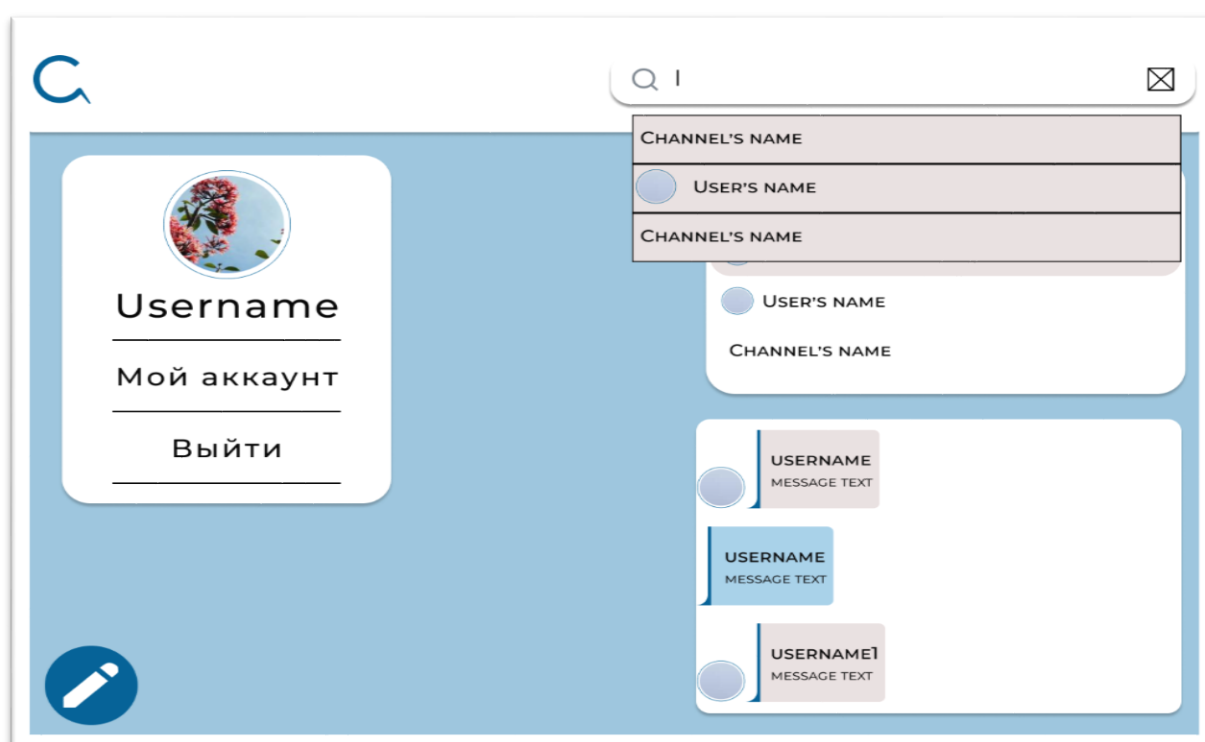 CHANNEL'S NAME
USER'S NAME
CHANNEL'S NAME
Username
Мой аккаунт
Выйти
USER'S NAME
CHANNEL'S NAME
USERNAME
MESSAGE TEXT
USERNAME
MESSAGE TEXT
USERNAME1
MESSAGE TEXT